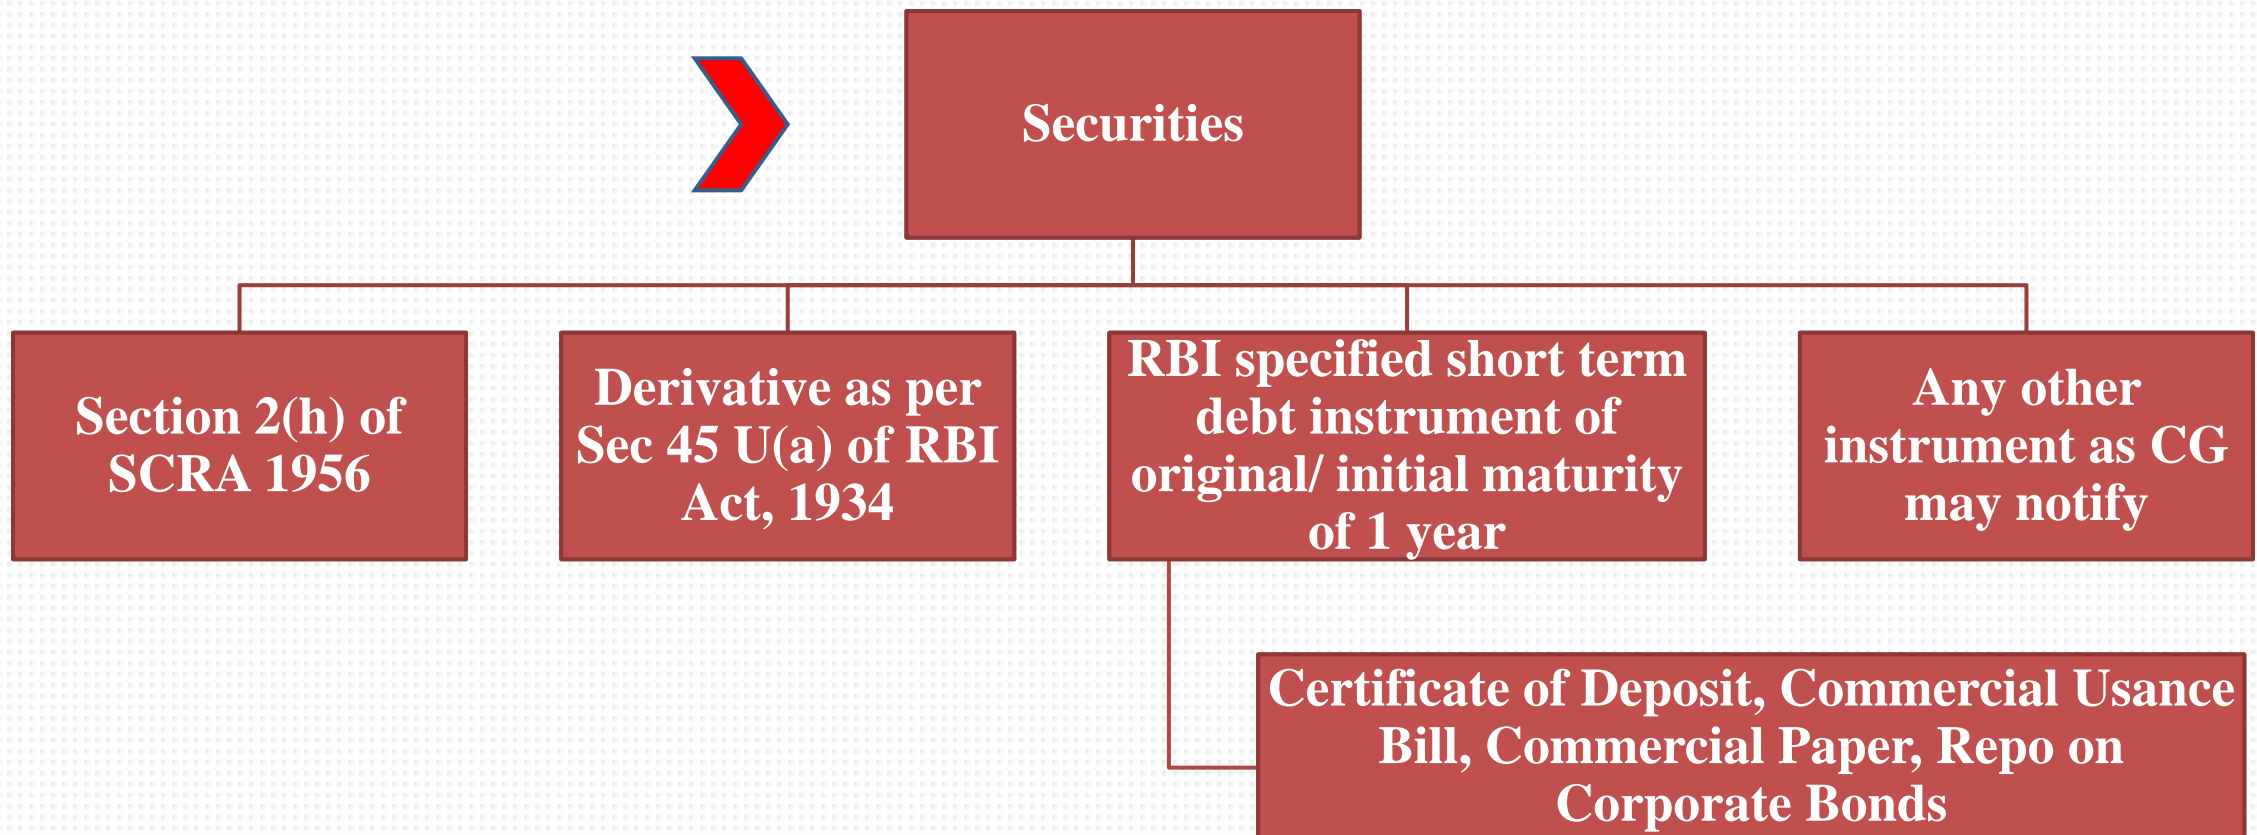 Securities
Section 2(h) of
SCRA 1956
Derivative as per
Sec 45 U(a) of RBI
Act, 1934
RBI specified short term
debt instrument of
original/ initial maturity
of 1 year
Any other
instrument as CG
may notify
Certificate of Deposit, Commercial Usance
Bill, Commercial Paper, Repo on
Corporate Bonds